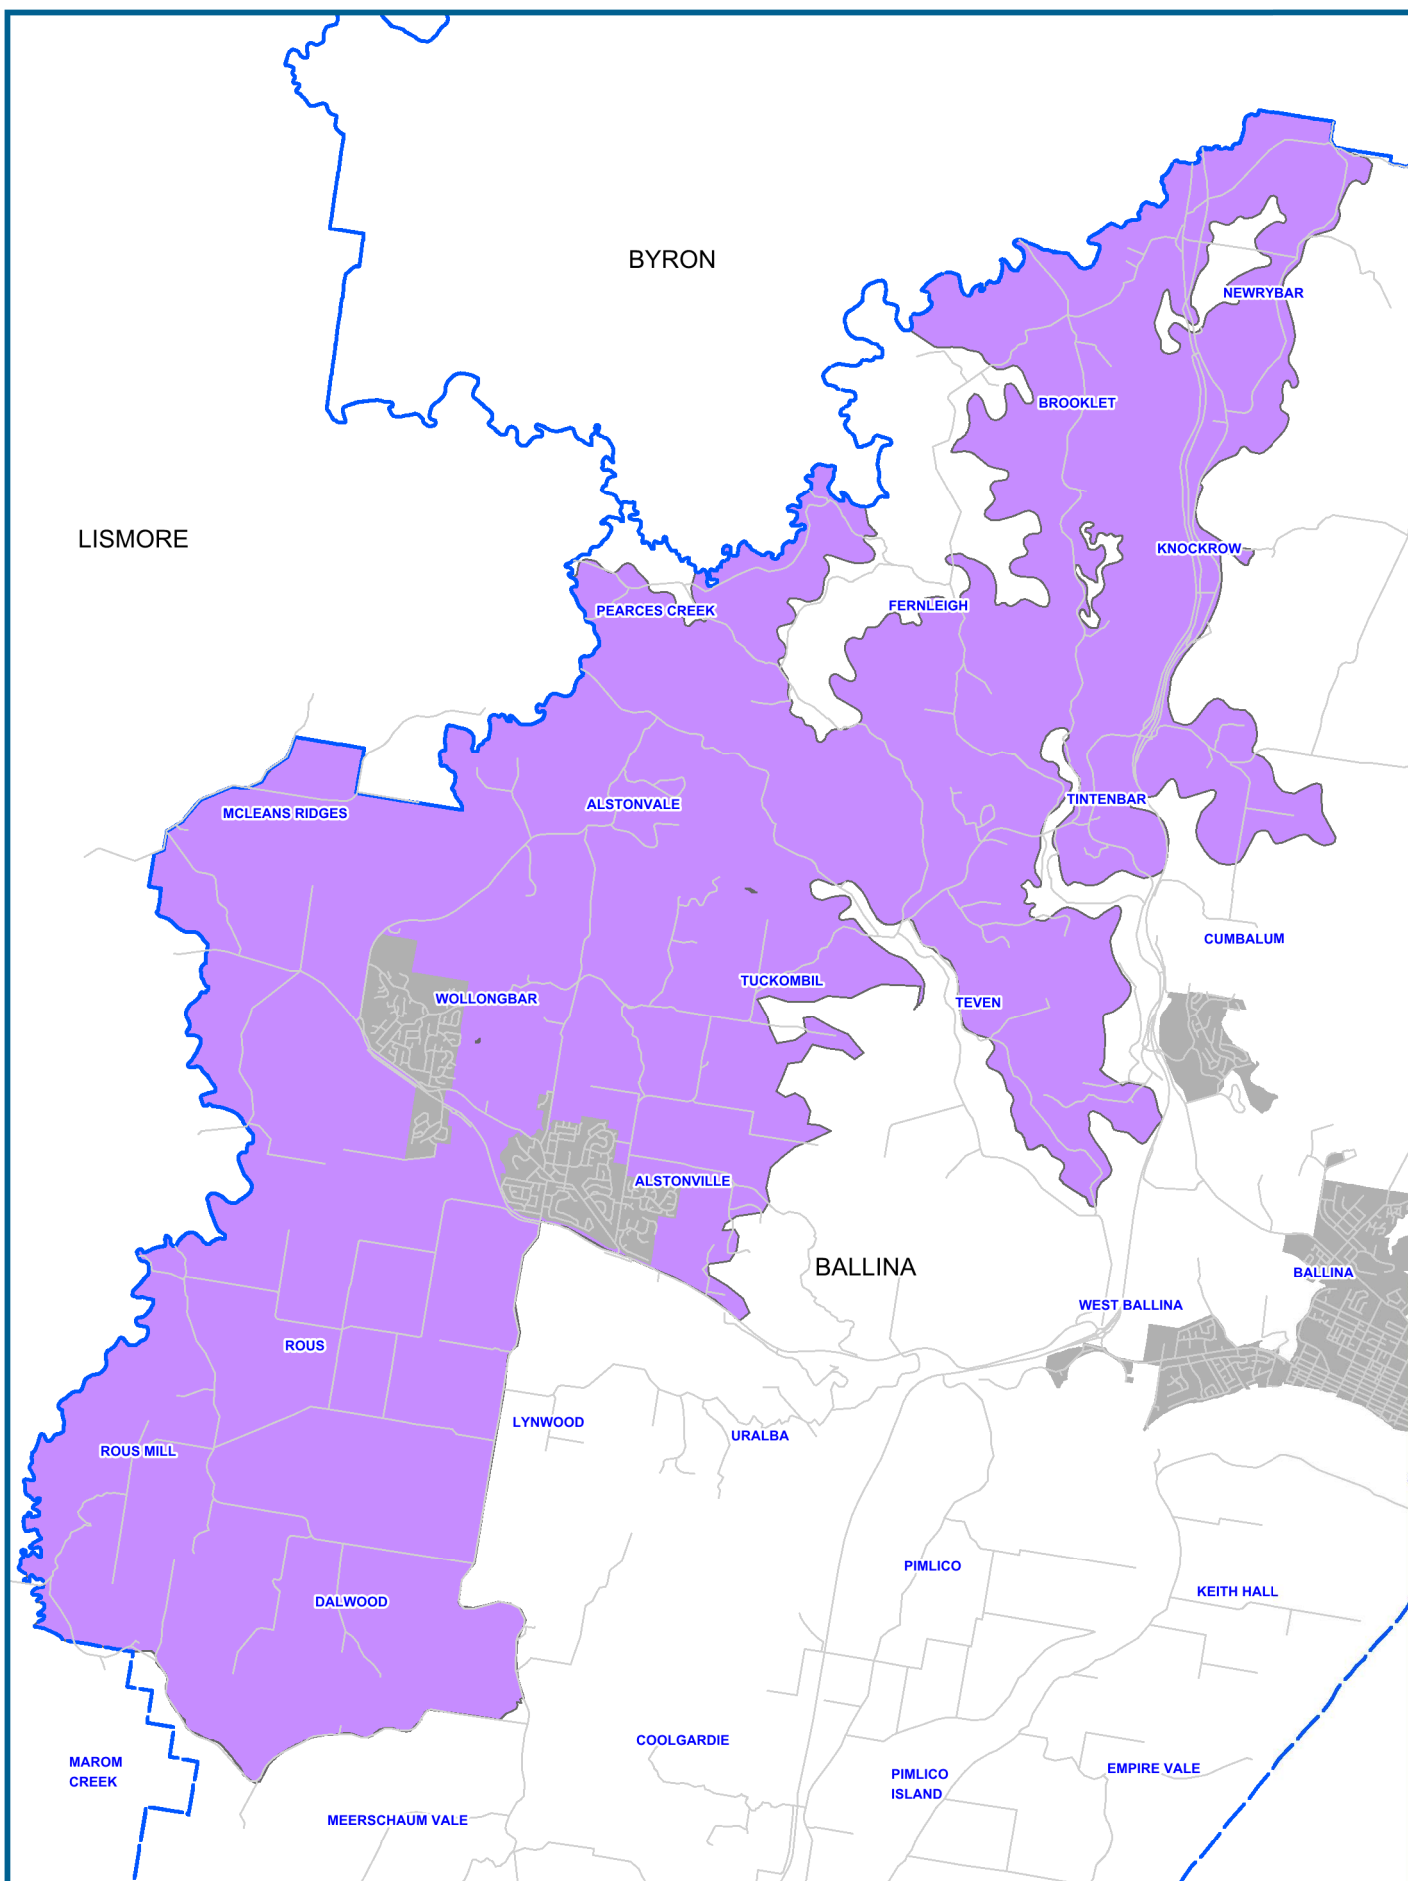 BYRON
NEWRYBAR
BROOKLET
LISMORE
KNOCKROW
FERNLEIGH
PEARCES CREEK
TINTENBAR
ALSTONVALE
MCLEANS RIDGES
CUMBALUM
TUCKOMBIL
WOLLONGBAR
TEVEN
ALSTONVILLE
BALLINA
BALLINA
WEST BALLINA
ROUS
LYNWOOD
URALBA
ROUS MILL
PIMLICO
KEITH HALL
DALWOOD
COOLGARDIE
MAROM
CREEK
EMPIRE VALE
PIMLICO
ISLAND
MEERSCHAUM VALE